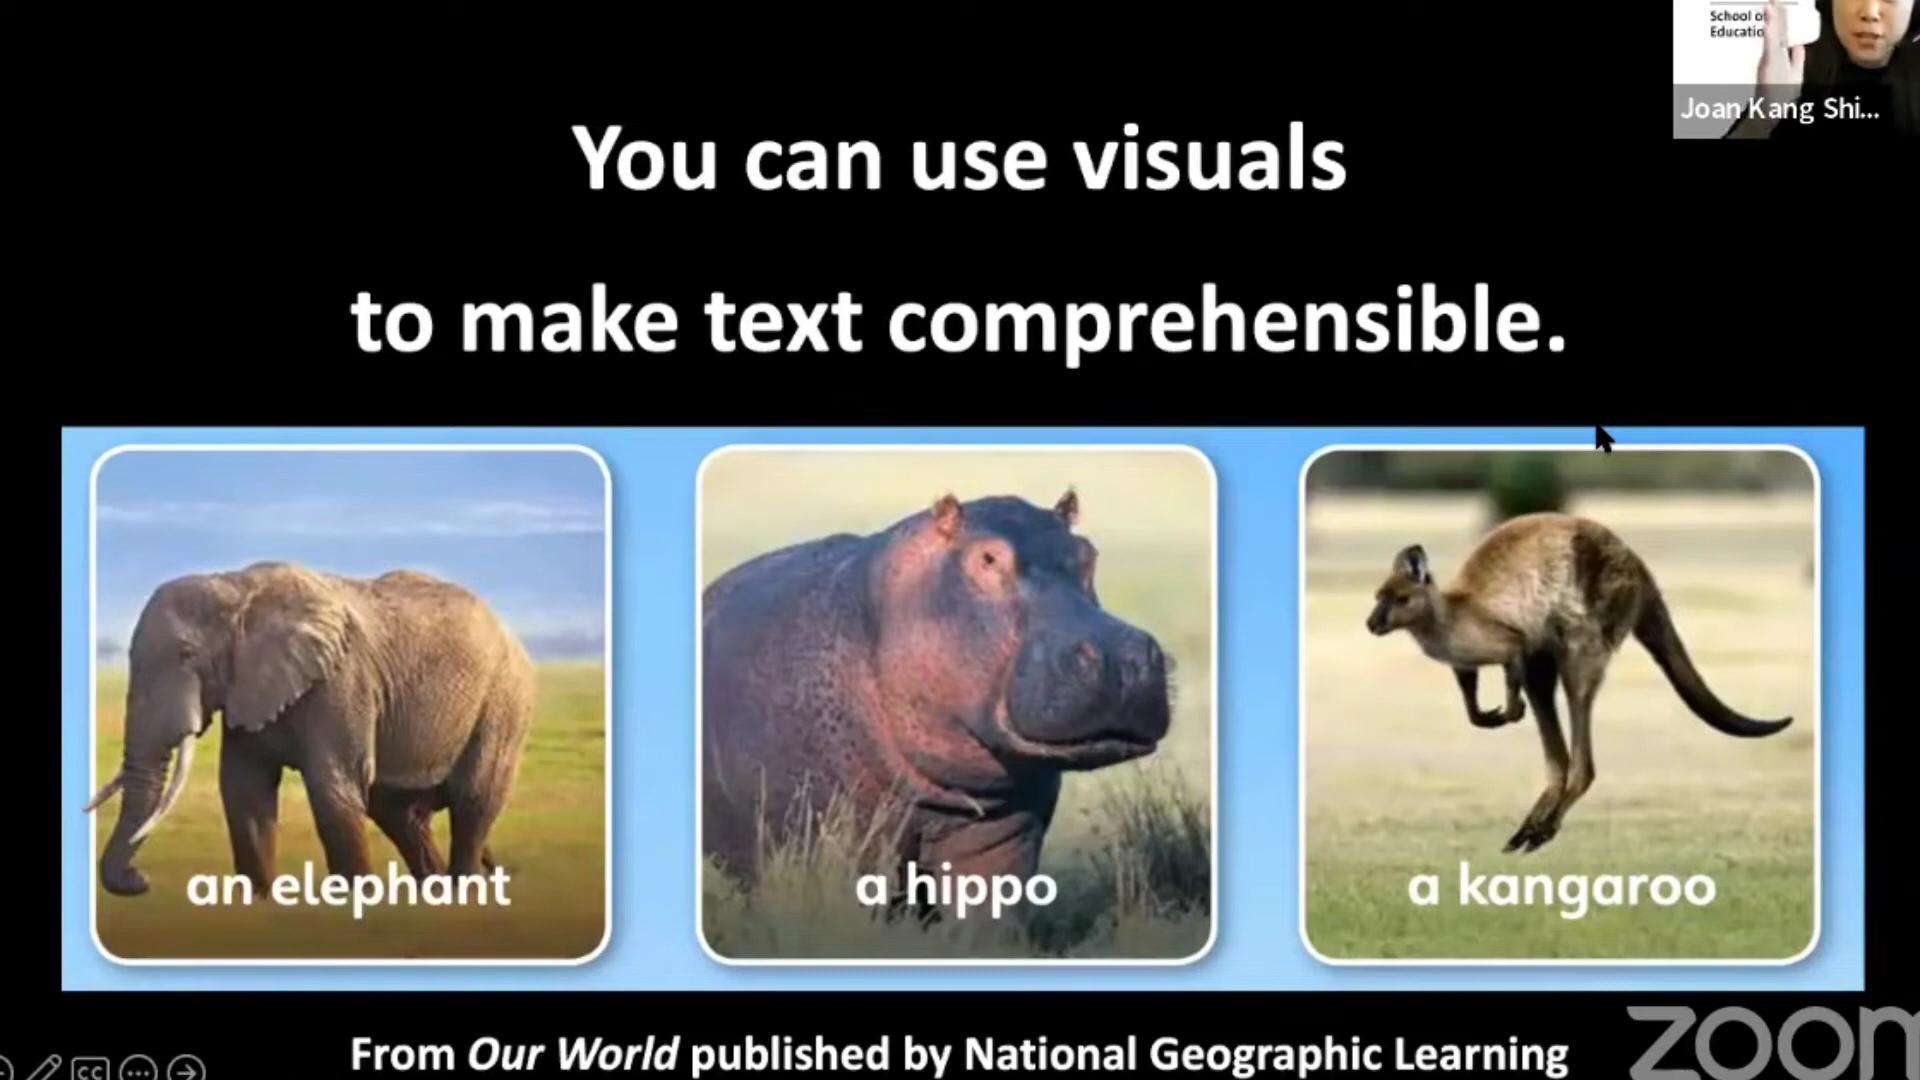 School of
Educatio
Joan Kang Shi...
You can use visuals
to make text comprehensible.
an elephant
a hippo
a kangaroo
From Our World published by National Geographic Learning
zoom
CC